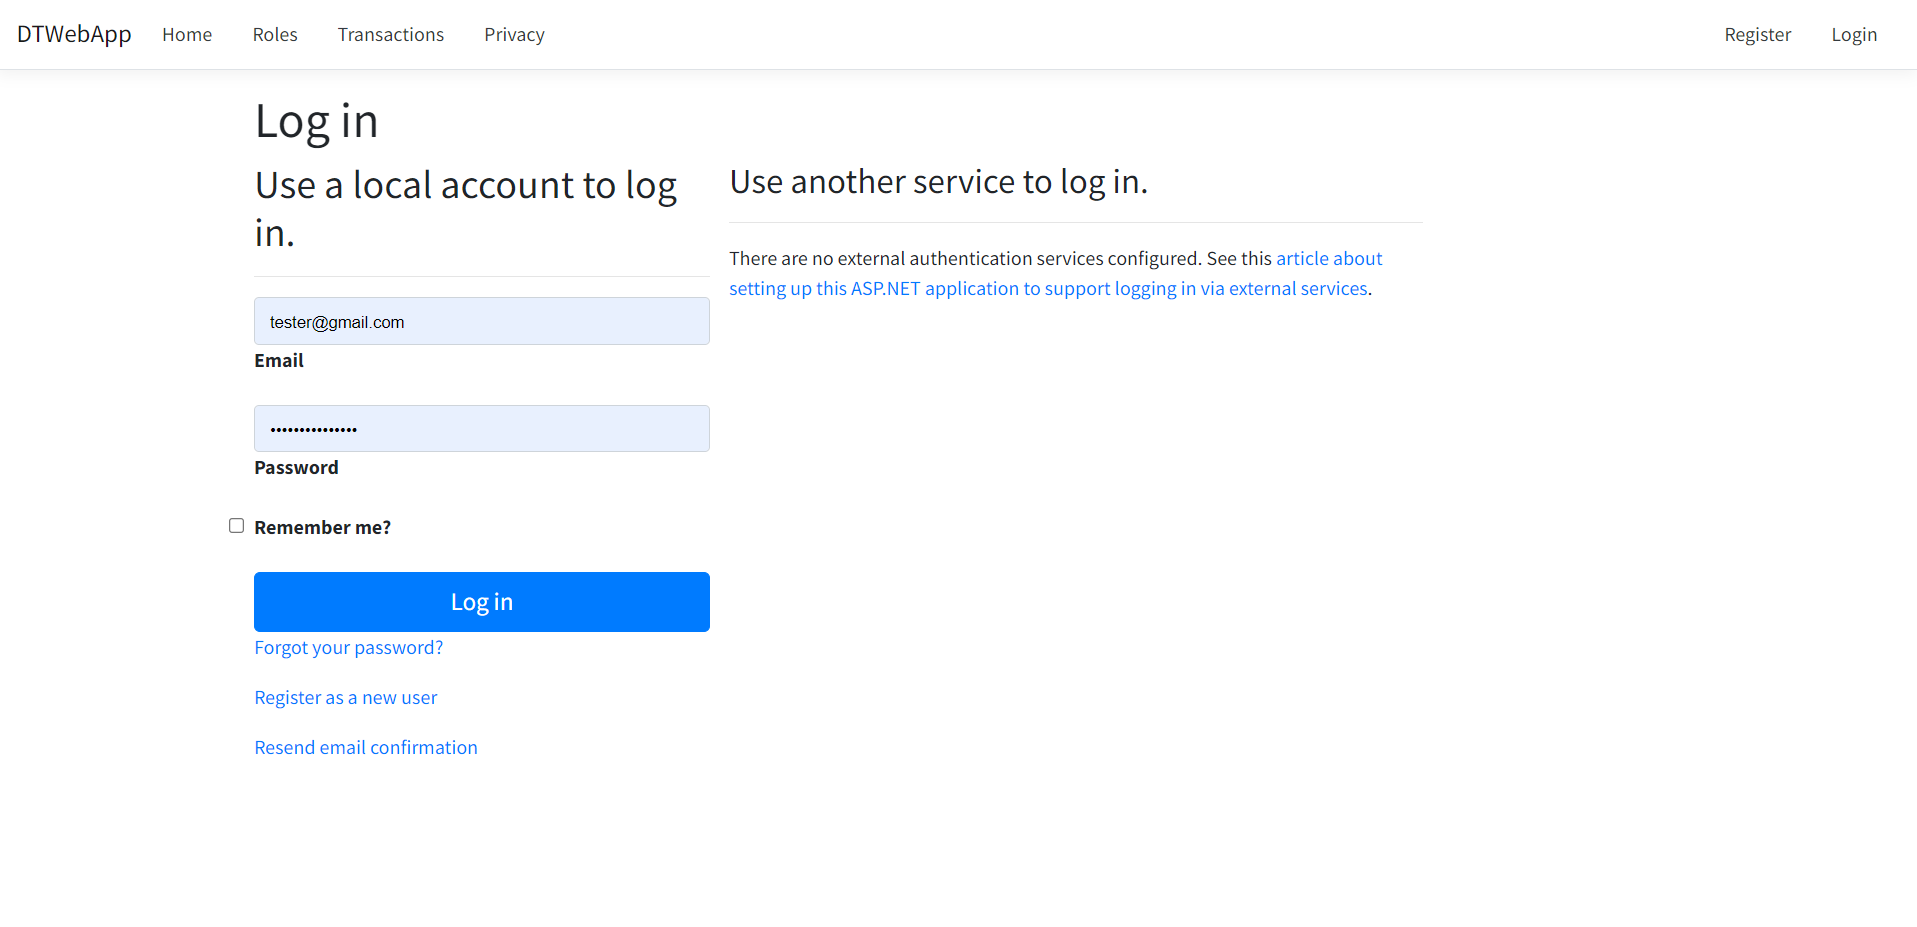 DTWebApp Home Roles Transactions Privacy Register Login
Log in
Use a local account to log
in.
tester@gmail.com
Email
•••••••••••••••
Password
Remember me?
Log in
Forgot your password?
Register as a new user
Resend email confirmation
Use another service to log in.
There are no external authentication services configured. See this article about
setting up this ASP.NET application to support logging in via external services.